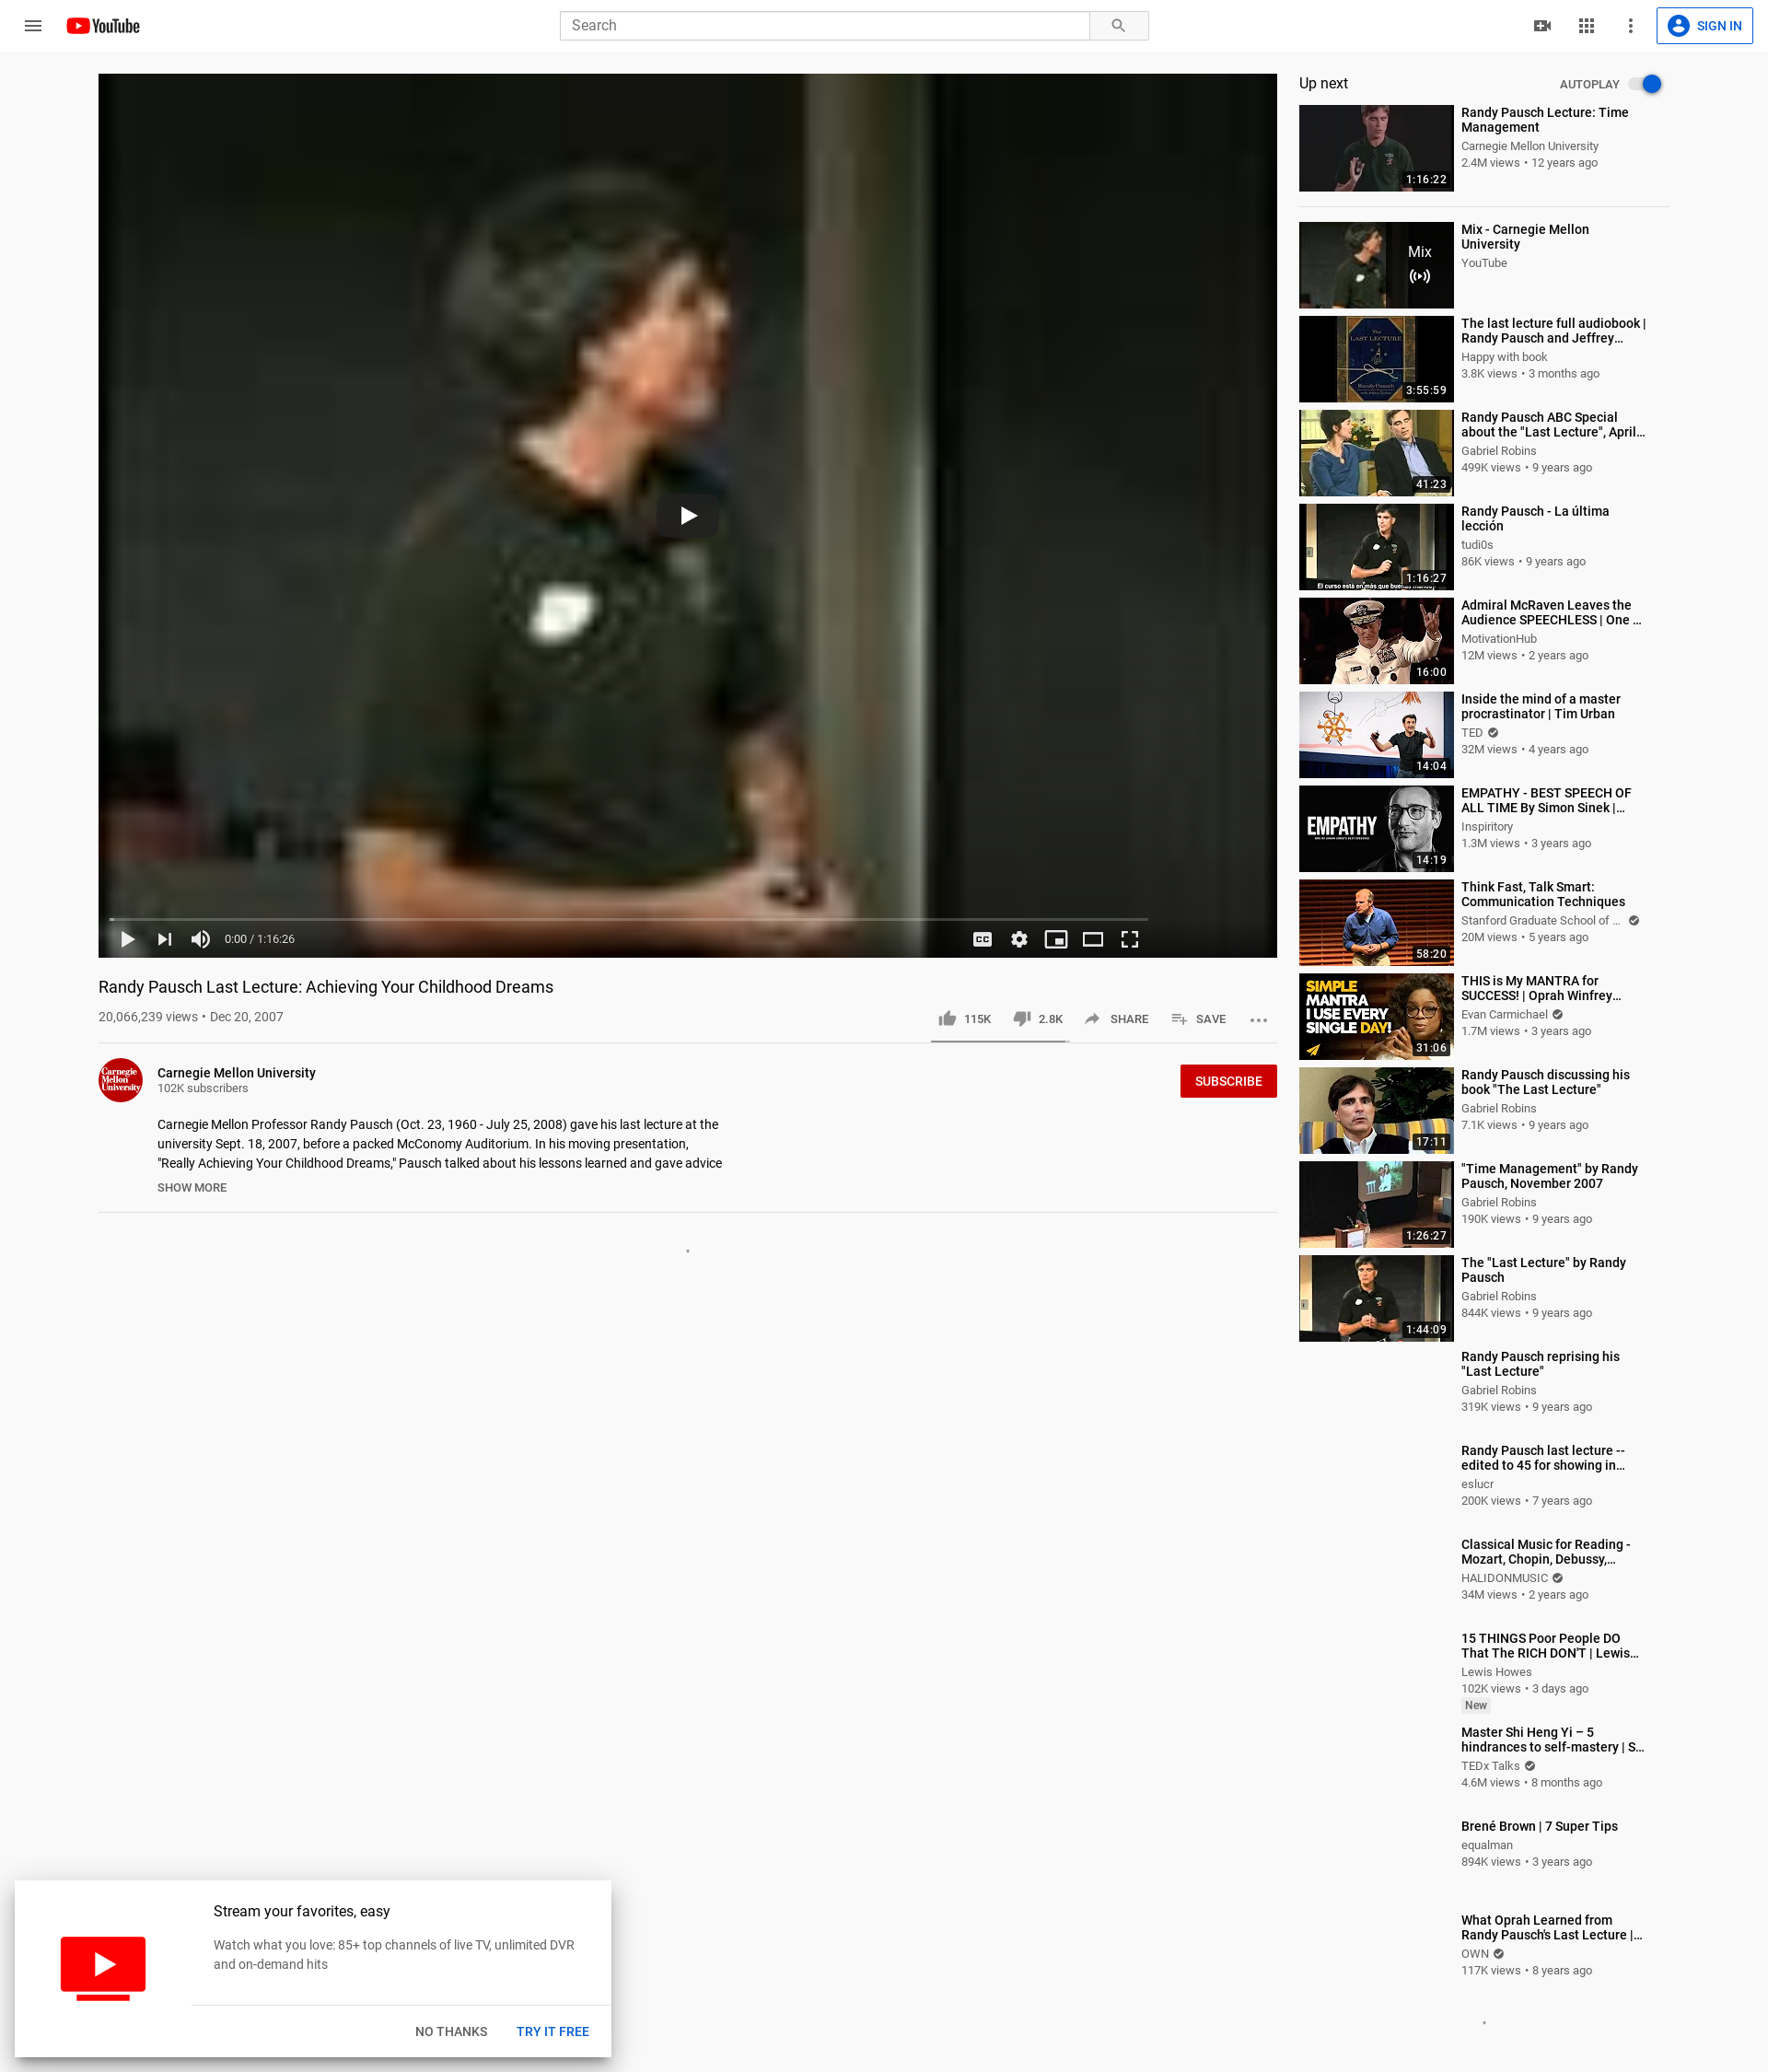 YouTube
Search
SIGN IN
0:00 / 1:16:26
CC
Randy Pausch Last Lecture: Achieving Your Childhood Dreams
20,066,239 views • Dec 20, 2007
115K
2.8K
SHARE
SAVE
Carnegie
Mellon
University
Carnegie Mellon University
102K subscribers
SUBSCRIBE
Carnegie Mellon Professor Randy Pausch (Oct. 23, 1960 - July 25, 2008) gave his last lecture at the
university Sept. 18, 2007, before a packed McConomy Auditorium. In his moving presentation,
"Really Achieving Your Childhood Dreams," Pausch talked about his lessons learned and gave advice
SHOW MORE
Up next
AUTOPLAY
1:16:22
Randy Pausch Lecture: Time
Management
Carnegie Mellon University
2.4M views • 12 years ago
Mix
Mix - Carnegie Mellon
University
YouTube
The
LAST LECTURE
Randy Pausch
3:55:59
The last lecture full audiobook |
Randy Pausch and Jeffrey…
Happy with book
3.8K views • 3 months ago
41:23
Randy Pausch ABC Special
about the "Last Lecture", April…
Gabriel Robins
499K views • 9 years ago
El curso está en más que buenas manos
1:16:27
Randy Pausch - La última
lección
tudi0s
86K views • 9 years ago
16:00
Admiral McRaven Leaves the
Audience SPEECHLESS | One …
MotivationHub
12M views • 2 years ago
14:04
Inside the mind of a master
procrastinator | Tim Urban
TED
32M views • 4 years ago
EMPATHY
14:19
EMPATHY - BEST SPEECH OF
ALL TIME By Simon Sinek |…
Inspiritory
1.3M views • 3 years ago
58:20
Think Fast, Talk Smart:
Communication Techniques
Stanford Graduate School of …
20M views • 5 years ago
SIMPLE
MANTRA
I USE EVERY
SINGLE DAY!
31:06
THIS is My MANTRA for
SUCCESS! | Oprah Winfrey…
Evan Carmichael
1.7M views • 3 years ago
17:11
Randy Pausch discussing his
book "The Last Lecture"
Gabriel Robins
7.1K views • 9 years ago
1:26:27
"Time Management" by Randy
Pausch, November 2007
Gabriel Robins
190K views • 9 years ago
1:44:09
The "Last Lecture" by Randy
Pausch
Gabriel Robins
844K views • 9 years ago
Randy Pausch reprising his
"Last Lecture"
Gabriel Robins
319K views • 9 years ago
Randy Pausch last lecture --
edited to 45 for showing in…
eslucr
200K views • 7 years ago
Classical Music for Reading -
Mozart, Chopin, Debussy,…
HALIDONMUSIC
34M views • 2 years ago
15 THINGS Poor People DO
That The RICH DON'T | Lewis…
Lewis Howes
102K views • 3 days ago
New
Master Shi Heng Yi – 5
hindrances to self-mastery | S…
TEDx Talks
4.6M views • 8 months ago
Brené Brown | 7 Super Tips
equalman
894K views • 3 years ago
What Oprah Learned from
Randy Pausch's Last Lecture |…
OWN
117K views • 8 years ago
Stream your favorites, easy
Watch what you love: 85+ top channels of live TV, unlimited DVR
and on-demand hits
NO THANKS
TRY IT FREE